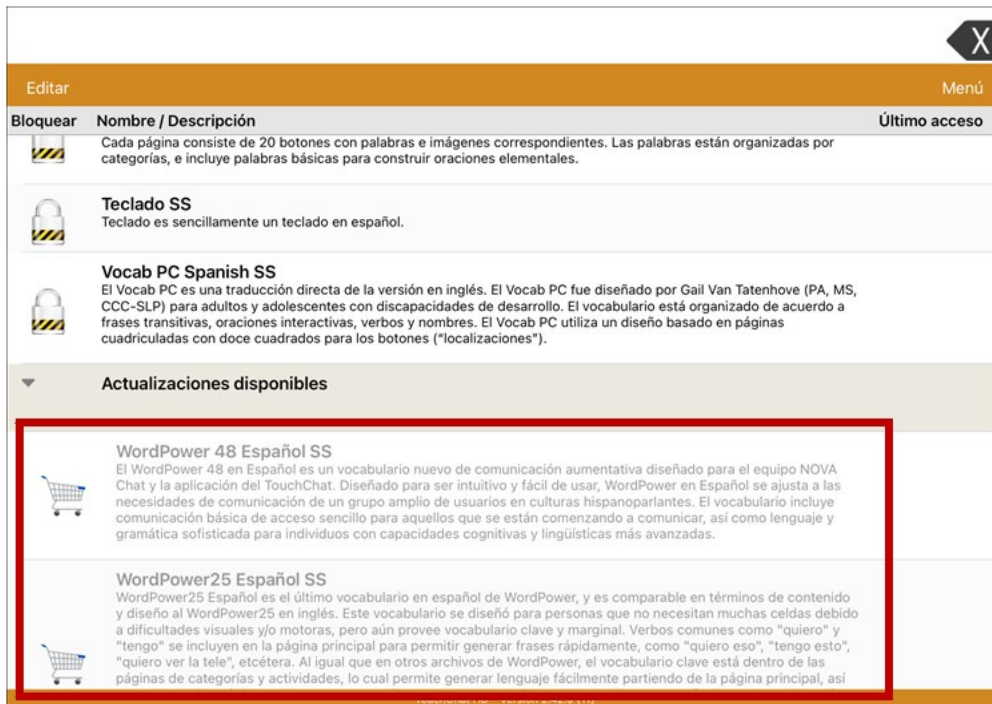 X
Editar
Menú
Bloquear Nombre / Descripción Último acceso
Cada página consiste de 20 botones con palabras e imágenes correspondientes. Las palabras están organizadas por
categorías, e incluye palabras básicas para construir oraciones elementales.
Teclado SS
Teclado es sencillamente un teclado en español.
Vocab PC Spanish SS
El Vocab PC es una traducción directa de la versión en inglés. El Vocab PC fue diseñado por Gail Van Tatenhove (PA, MS,
CCC-SLP) para adultos y adolescentes con discapacidades de desarrollo. El vocabulario está organizado de acuerdo a
frases transitivas, oraciones interactivas, verbos y nombres. El Vocab PC utiliza un diseño basado en páginas
cuadriculadas con doce cuadrados para los botones ("localizaciones").
Actualizaciones disponibles
WordPower 48 Español SS
El WordPower 48 en Español es un vocabulario nuevo de comunicación aumentativa diseñado para el equipo NOVA
Chat y la aplicación del TouchChat. Diseñado para ser intuitivo y fácil de usar, WordPower en Español se ajusta a las
necesidades de comunicación de un grupo amplio de usuarios en culturas hispanoparlantes. El vocabulario incluye
comunicación básica de acceso sencillo para aquellos que se están comenzando a comunicar, así como lenguaje y
gramática sofisticada para individuos con capacidades cognitivas y lingüísticas más avanzadas.
WordPower25 Español SS
WordPower25 Español es el último vocabulario en español de WordPower, y es comparable en términos de contenido
y diseño al WordPower25 en inglés. Este vocabulario se diseñó para personas que no necesitan muchas celdas debido
a dificultades visuales y/o motoras, pero aún provee vocabulario clave y marginal. Verbos comunes como "quiero" y
"tengo" se incluyen en la página principal para permitir generar frases rápidamente, como "quiero eso", "tengo esto",
"quiero ver la tele", etcétera. Al igual que en otros archivos de WordPower, el vocabulario clave está dentro de las
páginas de categorías y actividades, lo cual permite generar lenguaje fácilmente partiendo de la página principal, así